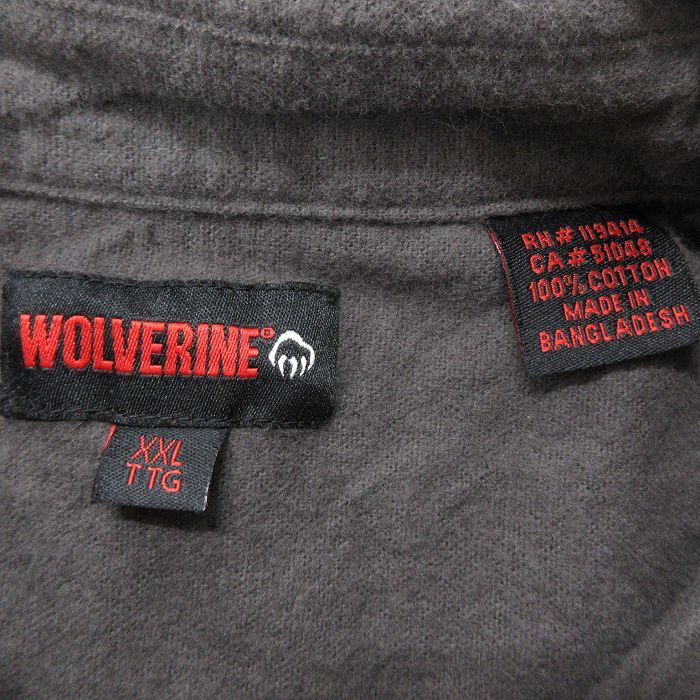 WOLVERINE®
XXL
TTG
RN # 119414
CA # 51048
100% COTTON
MADE IN
BANGLADESH